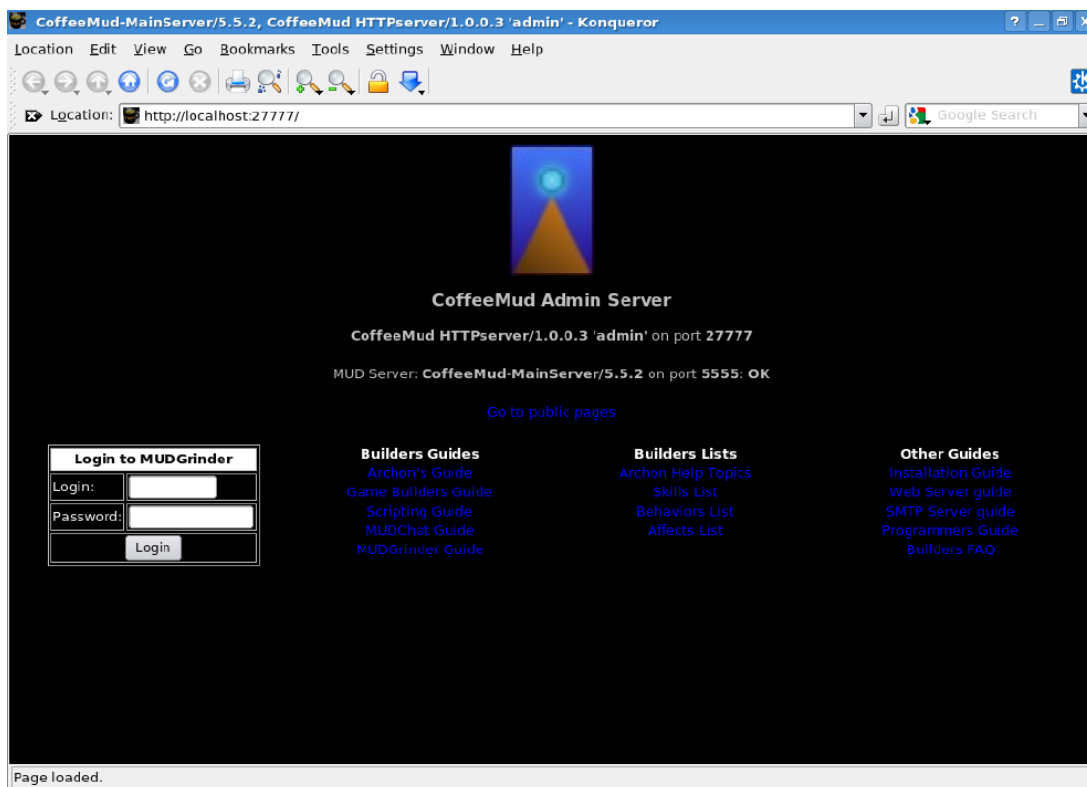 CoffeeMud-MainServer/5.5.2, CoffeeMud HTTPserver/1.0.0.3 'admin' - Konqueror
Location Edit View Go Bookmarks Tools Settings Window Help
Location: http://localhost:27777/ Google Search
CoffeeMud Admin Server
CoffeeMud HTTPserver/1.0.0.3 'admin' on port 27777
MUD Server: CoffeeMud-MainServer/5.5.2 on port 5555: OK
Go to public pages
Login to MUDGrinder
Login:
Password:
Login
Builders Guides
Archon's Guide
Game Builders Guide
Scripting Guide
MUDChat Guide
MUDGrinder Guide
Builders Lists
Archon Help Topics
Skills List
Behaviors List
Affects List
Other Guides
Installation Guide
Web Server guide
SMTP Server guide
Programmers Guide
Builders FAQ
Page loaded.